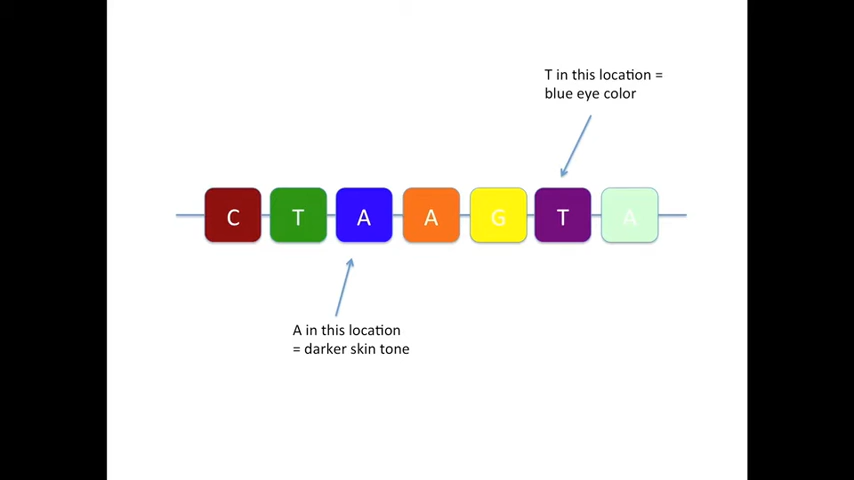 T in this location =
blue eye color
C T A A G T A
A in this location
= darker skin tone